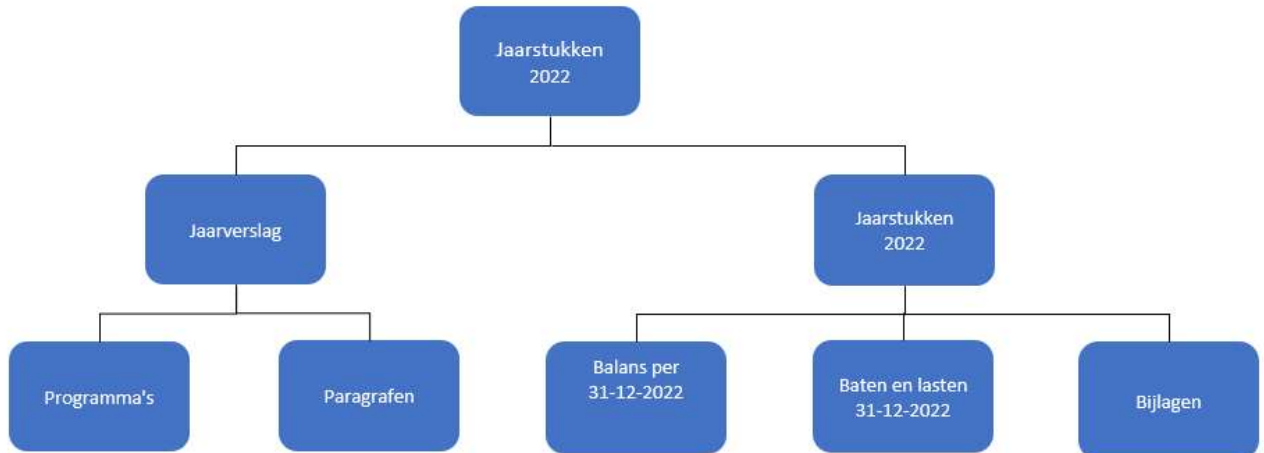 Jaarstukken
2022
Jaarverslag
Jaarstukken
2022
Programma's
Paragrafen
Balans per
31-12-2022
Baten en lasten
31-12-2022
Bijlagen